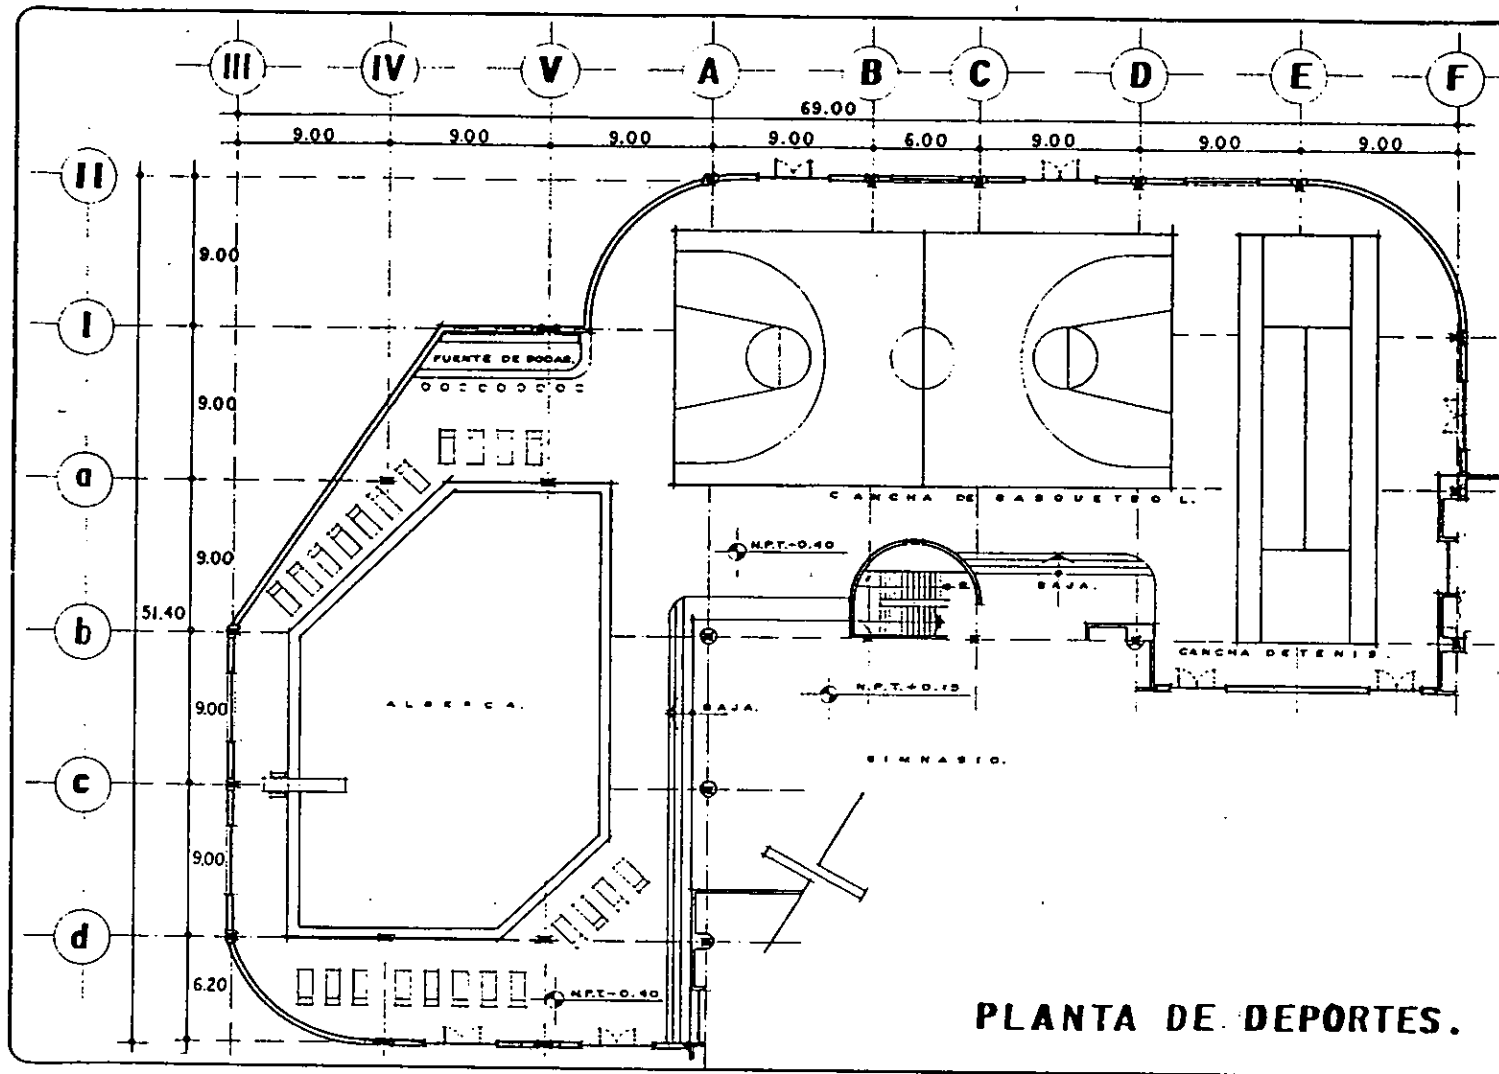 III IV V A B C D E F
69.00
9.00 9.00 9.00 9.00 6.00 9.00 9.00 9.00
II
9.00
I
FUENTE DE SODAS.
9.00
a
CANCHA DE BASQUETBOL.
N.P.T.-0.40
9.00
S.
BAJA.
51.40
b
CANCHA DE TENIS
N.P.T.+0.15
9.00
ALBERCA.
BAJA.
GIMNASIO.
c
9.00
d
6.20
N.P.T.-0.40
PLANTA DE DEPORTES.